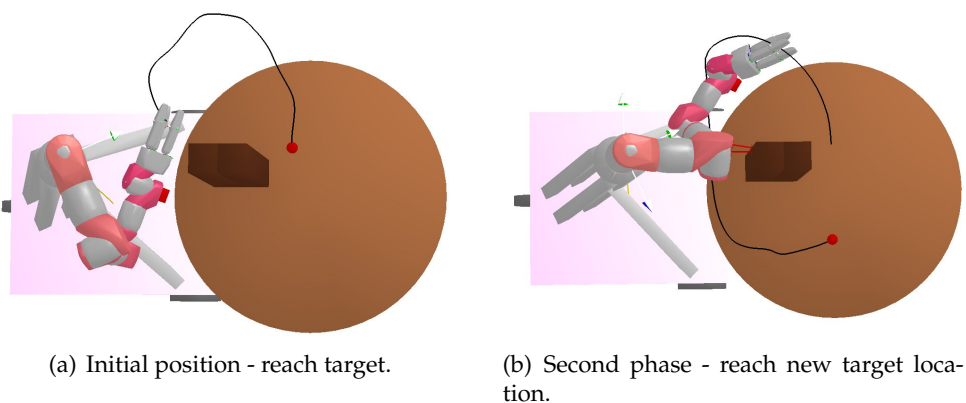 (a) Initial position - reach target.
(b) Second phase - reach new target loca-
tion.